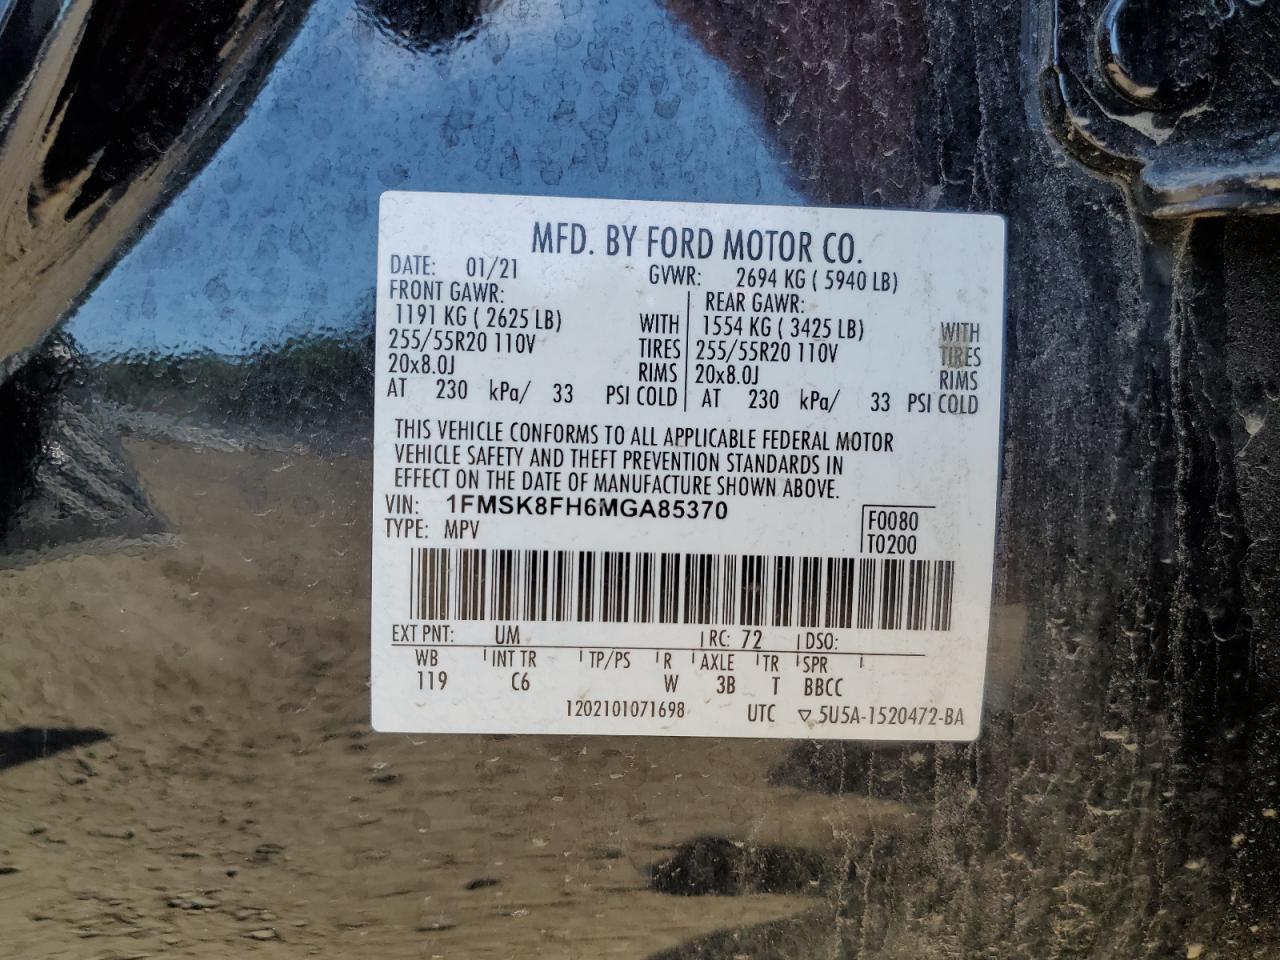 MFD. BY FORD MOTOR CO.
DATE: 01/21 GVWR: 2694 KG ( 5940 LB)
FRONT GAWR: REAR GAWR:
1191 KG ( 2625 LB) WITH 1554 KG ( 3425 LB) WITH
255/55R20 110V TIRES 255/55R20 110V TIRES
20x8.0J RIMS 20x8.0J RIMS
AT 230 kPa/ 33 PSI COLD AT 230 kPa/ 33 PSI COLD
THIS VEHICLE CONFORMS TO ALL APPLICABLE FEDERAL MOTOR
VEHICLE SAFETY AND THEFT PREVENTION STANDARDS IN
EFFECT ON THE DATE OF MANUFACTURE SHOWN ABOVE.
VIN: 1FMSK8FH6MGA85370 F0080
TYPE: MPV T0200
EXT PNT: UM RC: 72 DSO:
WB INT TR TP/PS R AXLE TR SPR
119 C6 W 3B T BBCC
1202101071698 UTC ▽ 5U5A-1520472-BA